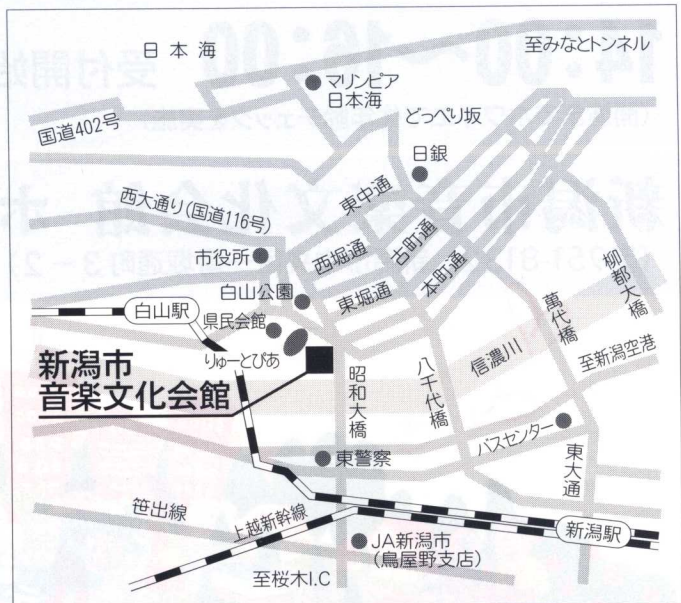 日本海
至みなとトンネル
マリンピア
日本海
国道402号
どっぺり坂
日銀
西大通り(国道116号)
東中通
市役所
西堀通
古町通
本町通
白山公園
東堀通
白山駅
県民会館
りゅーとぴあ
新潟市
音楽文化会館
昭和大橋
八千代橋
信濃川
萬代橋
柳都大橋
至新潟空港
バスセンター
東大通
東警察
笹出線
上越新幹線
新潟駅
JA新潟市
(鳥屋野支店)
至桜木I.C